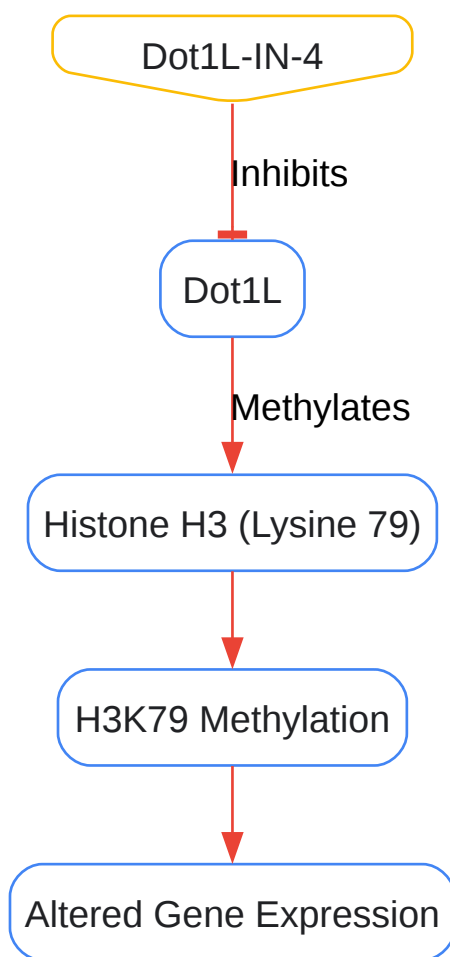 Dot1L-IN-4
Inhibits
Dot1L
Methylates
Histone H3 (Lysine 79)
H3K79 Methylation
Altered Gene Expression